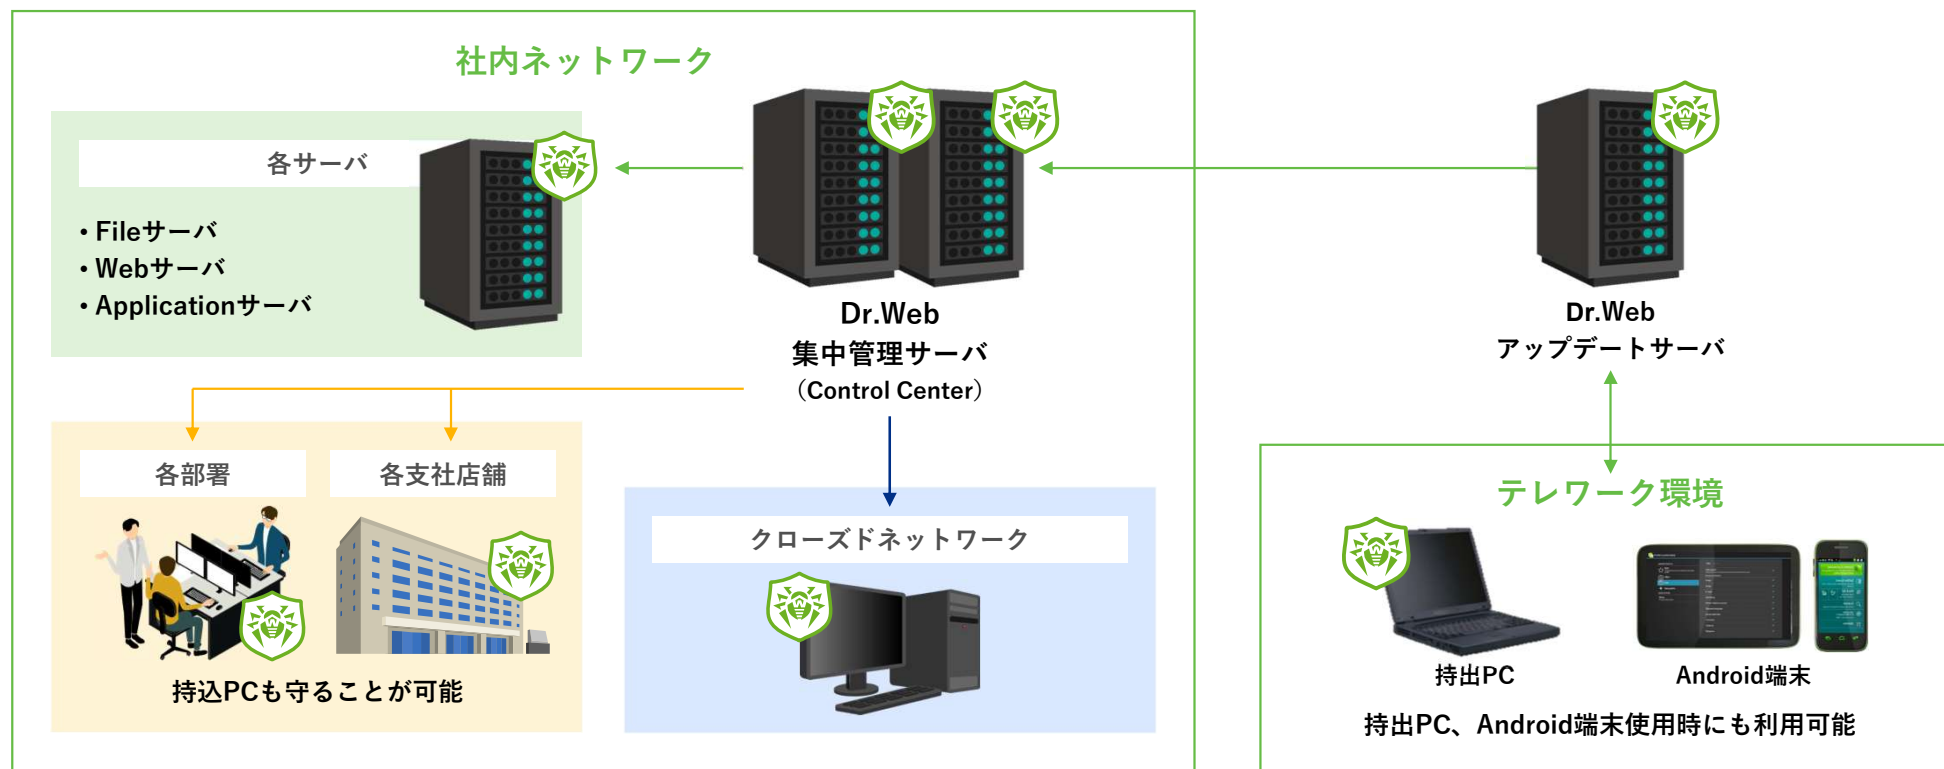 社内ネットワーク
各サーバ
• Fileサーバ
• Webサーバ
• Applicationサーバ
Dr.Web
集中管理サーバ
（Control Center）
Dr.Web
アップデートサーバ
各部署
各支社店舗
持込PCも守ることが可能
クローズドネットワーク
テレワーク環境
持出PC
Android端末
持出PC、Android端末使用時にも利用可能